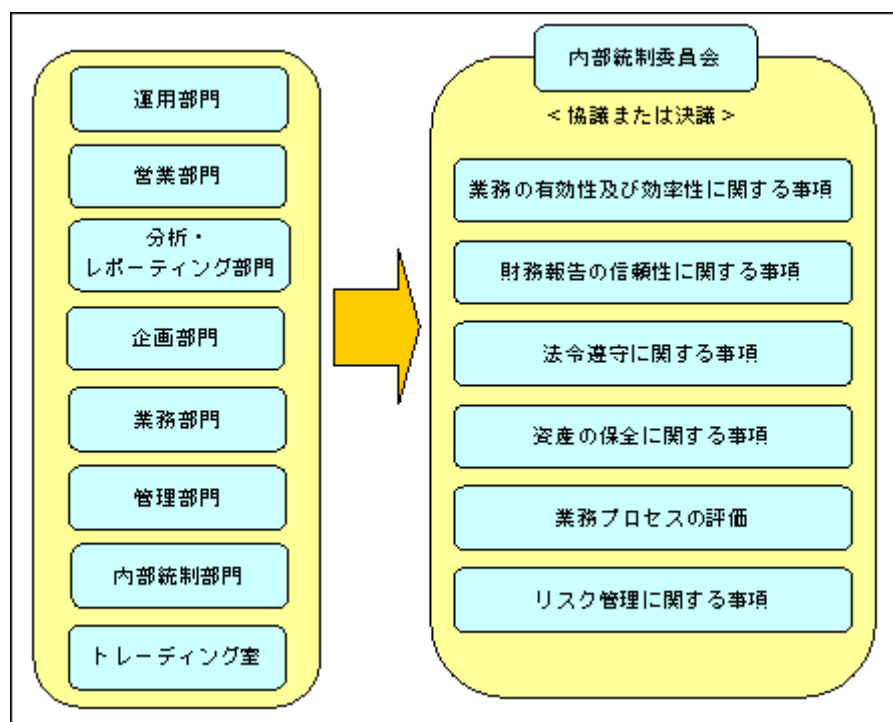 運用部門
営業部門
分析・
レポーティング部門
企画部門
業務部門
管理部門
内部統制部門
トレーディング室
内部統制委員会
<協議または決議>
業務の有効性及び効率性に関する事項
財務報告の信頼性に関する事項
法令遵守に関する事項
資産の保全に関する事項
業務プロセスの評価
リスク管理に関する事項